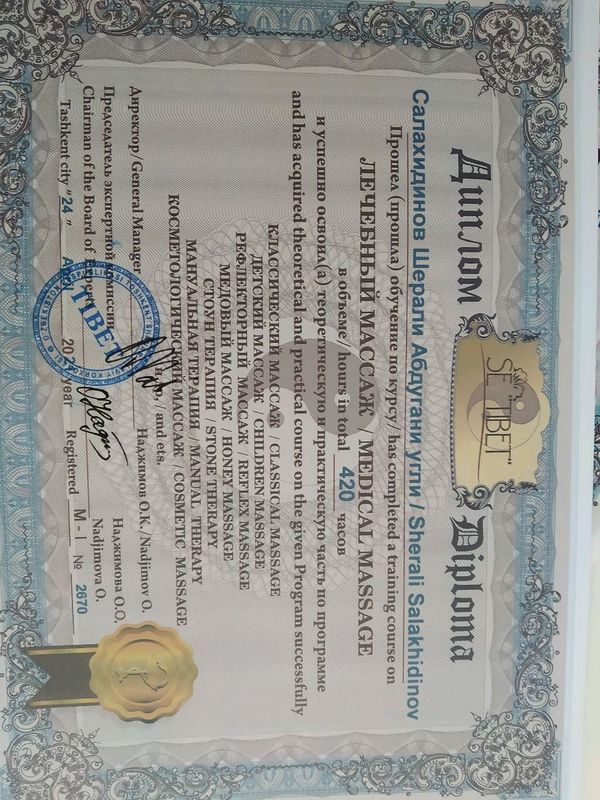 Диплом
SE "TIBET"
Diploma
Салахидинов Шерали Абдугани угли / Sherali Salakhidinov
Прошел (прошла) обучение по курсу/ has completed a training course on
ЛЕЧЕБНЫЙ МАССАЖ / MEDICAL MASSAGE
в объеме / hours in total 420 часов
и успешно освоил(а) теоретическую и практическую часть по программе
and has acquired theoretical and practical course on the given Program successfully
КЛАССИЧЕСКИЙ МАССАЖ / CLASSICAL MASSAGE
ДЕТСКИЙ МАССАЖ / CHILDREN MASSAGE
РЕФЛЕКТОРНЫЙ МАССАЖ / REFLEX MASSAGE
МЕДОВЫЙ МАССАЖ / HONEY MASSAGE
СТОУН ТЕРАПИЯ / STONE THERAPY
МАНУАЛЬНАЯ ТЕРАПИЯ / MANUAL THERAPY
КОСМЕТОЛОГИЧЕСКИЙ МАССАЖ / COSMETIC MASSAGE
и др. / and ets.
Директор/ General Manager
Наджимов О.К. /Nadjimov O.
Председатель экспертной комиссии
Наджимова О.О.
Chairman of the Board of Experts
Nadjimova O.
Tashkent city "24" year Registered M - I № 2670
TIBET